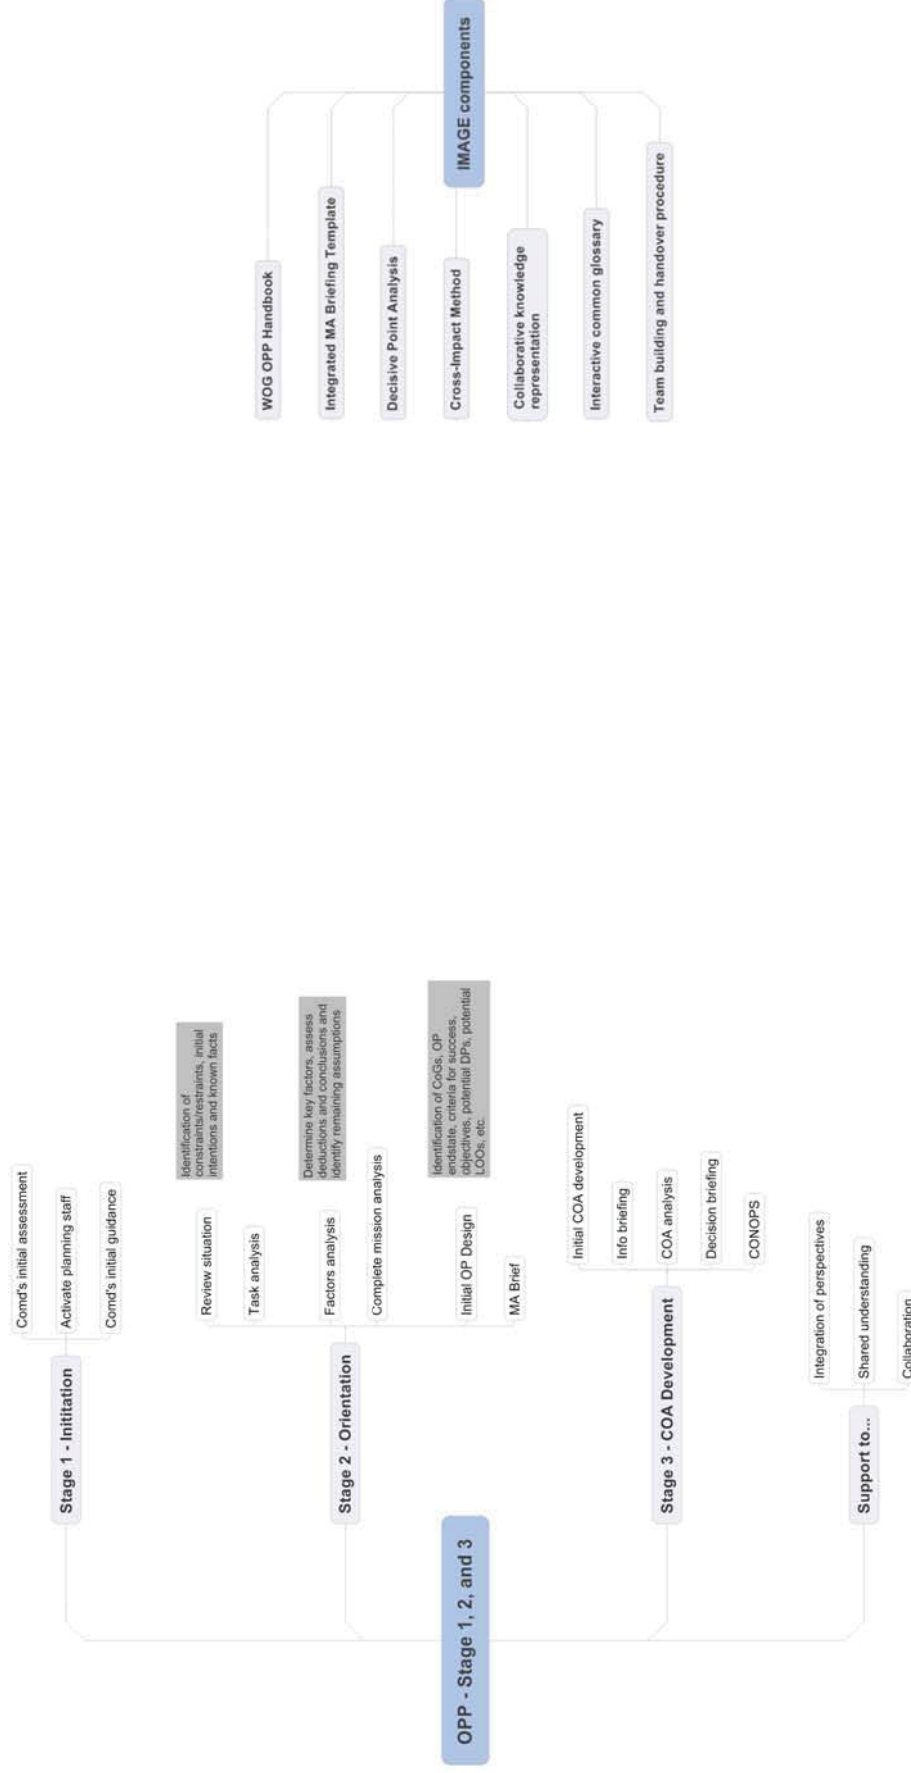 OPP - Stage 1, 2, and 3
Stage 1 - Inititation
Comd's initial assessment
Activate planning staff
Comd's initial guidance
Stage 2 - Orientation
Review situation
Identification of
constraints/restraints, initial
intentions and known facts
Task analysis
Factors analysis
Determine key factors, assess
deductions and conclusions and
identify remaining assumptions
Complete mission analysis
Initial OP Design
Identification of CoGs, OP
endstate, criteria for success,
objectives, potential DPs, potential
LOOs, etc.
MA Brief
Stage 3 - COA Development
Initial COA development
Info briefing
COA analysis
Decision briefing
CONOPS
Support to...
Integration of perspectives
Shared understanding
Collaboration
IMAGE components
WOG OPP Handbook
Integrated MA Briefing Template
Decisive Point Analysis
Cross-Impact Method
Collaborative knowledge
representation
Interactive common glossary
Team building and handover procedure